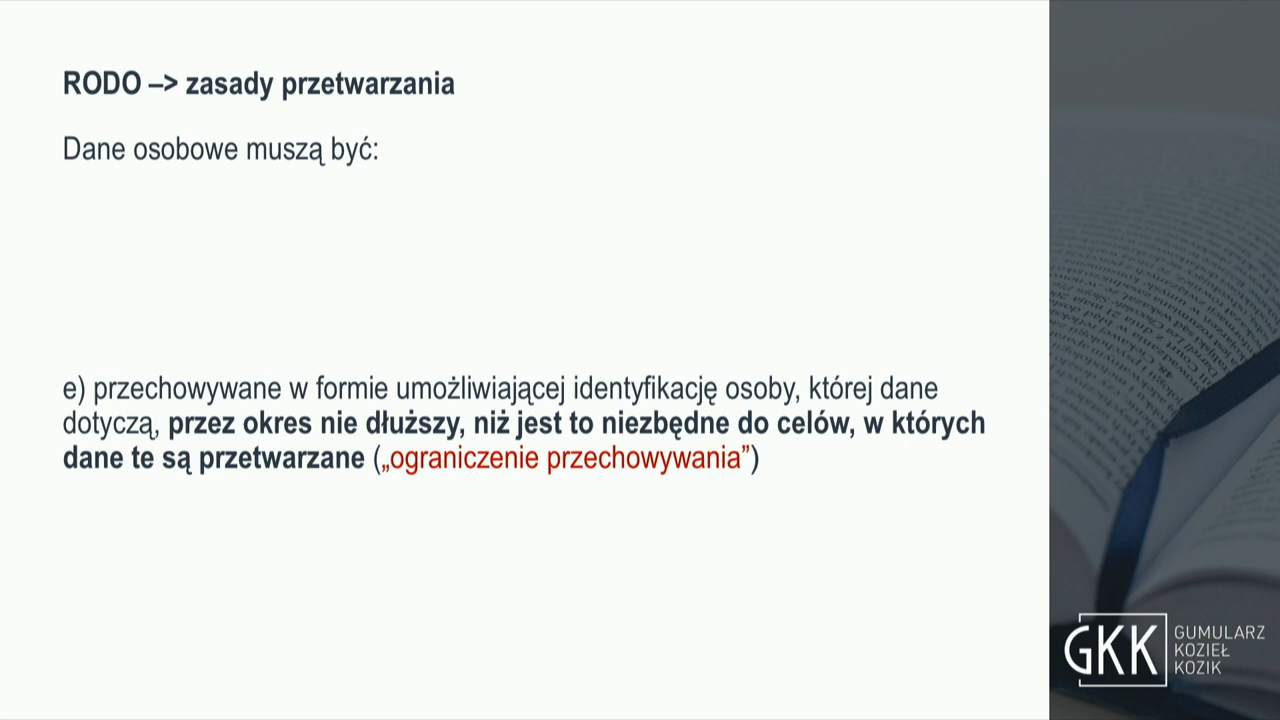 RODO –> zasady przetwarzania
Dane osobowe muszą być:
e) przechowywane w formie umożliwiającej identyfikację osoby, której dane
dotyczą, przez okres nie dłuższy, niż jest to niezbędne do celów, w których
dane te są przetwarzane („ograniczenie przechowywania”)
GKK
GUMULARZ
KOZIEŁ
KOZIK